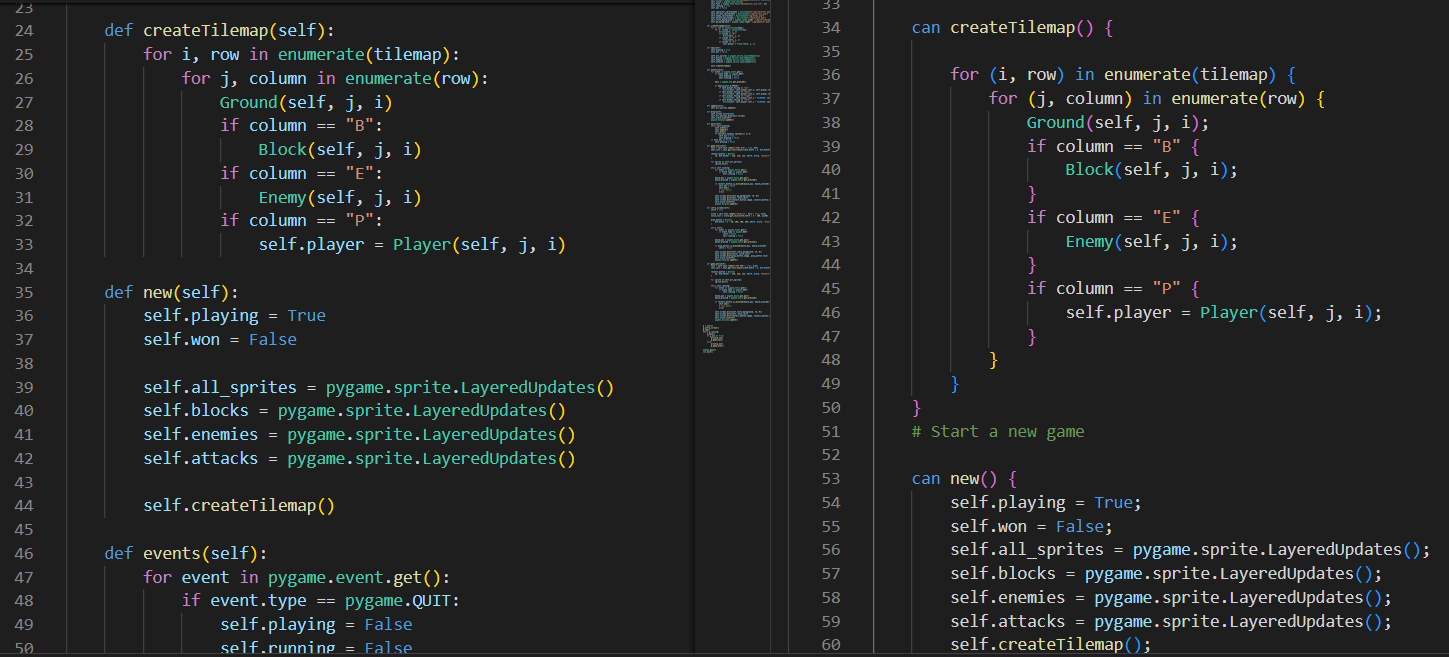 23
24 def createTilemap(self):
25 for i, row in enumerate(tilemap):
26 for j, column in enumerate(row):
27 Ground(self, j, i)
28 if column == "B":
29 Block(self, j, i)
30 if column == "E":
31 Enemy(self, j, i)
32 if column == "P":
33 self.player = Player(self, j, i)
34
35 def new(self):
36 self.playing = True
37 self.won = False
38
39 self.all_sprites = pygame.sprite.LayeredUpdates()
40 self.blocks = pygame.sprite.LayeredUpdates()
41 self.enemies = pygame.sprite.LayeredUpdates()
42 self.attacks = pygame.sprite.LayeredUpdates()
43
44 self.createTilemap()
45
46 def events(self):
47 for event in pygame.event.get():
48 if event.type == pygame.QUIT:
49 self.playing = False
50 self.running = False
33
34 can createTilemap() {
35
36 for (i, row) in enumerate(tilemap) {
37 for (j, column) in enumerate(row) {
38 Ground(self, j, i);
39 if column == "B" {
40 Block(self, j, i);
41 }
42 if column == "E" {
43 Enemy(self, j, i);
44 }
45 if column == "P" {
46 self.player = Player(self, j, i);
47 }
48 }
49 }
50 }
51 # Start a new game
52
53 can new() {
54 self.playing = True;
55 self.won = False;
56 self.all_sprites = pygame.sprite.LayeredUpdates();
57 self.blocks = pygame.sprite.LayeredUpdates();
58 self.enemies = pygame.sprite.LayeredUpdates();
59 self.attacks = pygame.sprite.LayeredUpdates();
60 self.createTilemap();